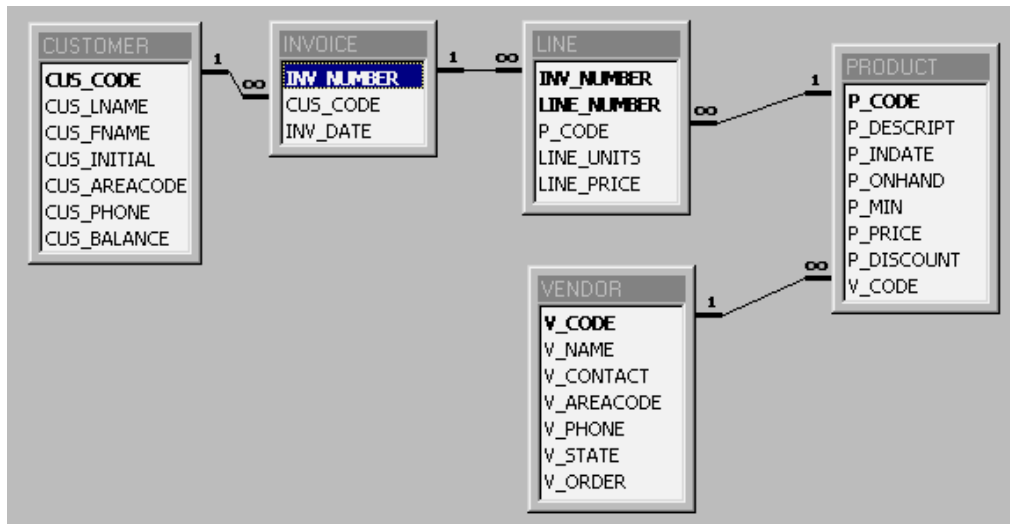 CUSTOMER
CUS_CODE
CUS_LNAME
CUS_FNAME
CUS_INITIAL
CUS_AREACODE
CUS_PHONE
CUS_BALANCE
1
∞
INVOICE
INV_NUMBER
CUS_CODE
INV_DATE
1
∞
LINE
INV_NUMBER
LINE_NUMBER
P_CODE
LINE_UNITS
LINE_PRICE
∞
1
PRODUCT
P_CODE
P_DESCRIPT
P_INDATE
P_ONHAND
P_MIN
P_PRICE
P_DISCOUNT
V_CODE
∞
1
VENDOR
V_CODE
V_NAME
V_CONTACT
V_AREACODE
V_PHONE
V_STATE
V_ORDER